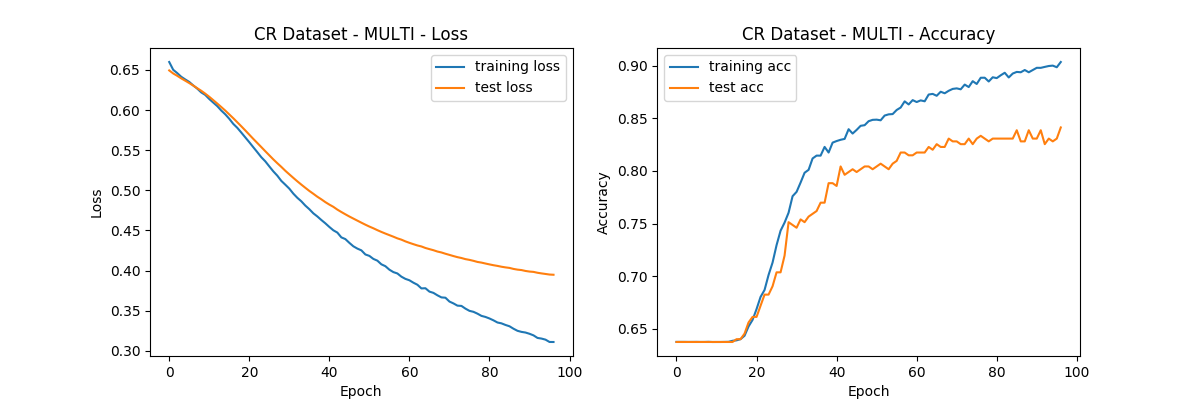 CR Dataset - MULTI - Loss
training loss
test loss
0.65
0.60
0.55
0.50
0.45
0.40
0.35
0.30
Loss
0 20 40 60 80 100
Epoch
CR Dataset - MULTI - Accuracy
training acc
test acc
0.90
0.85
0.80
0.75
0.70
0.65
Accuracy
0 20 40 60 80 100
Epoch